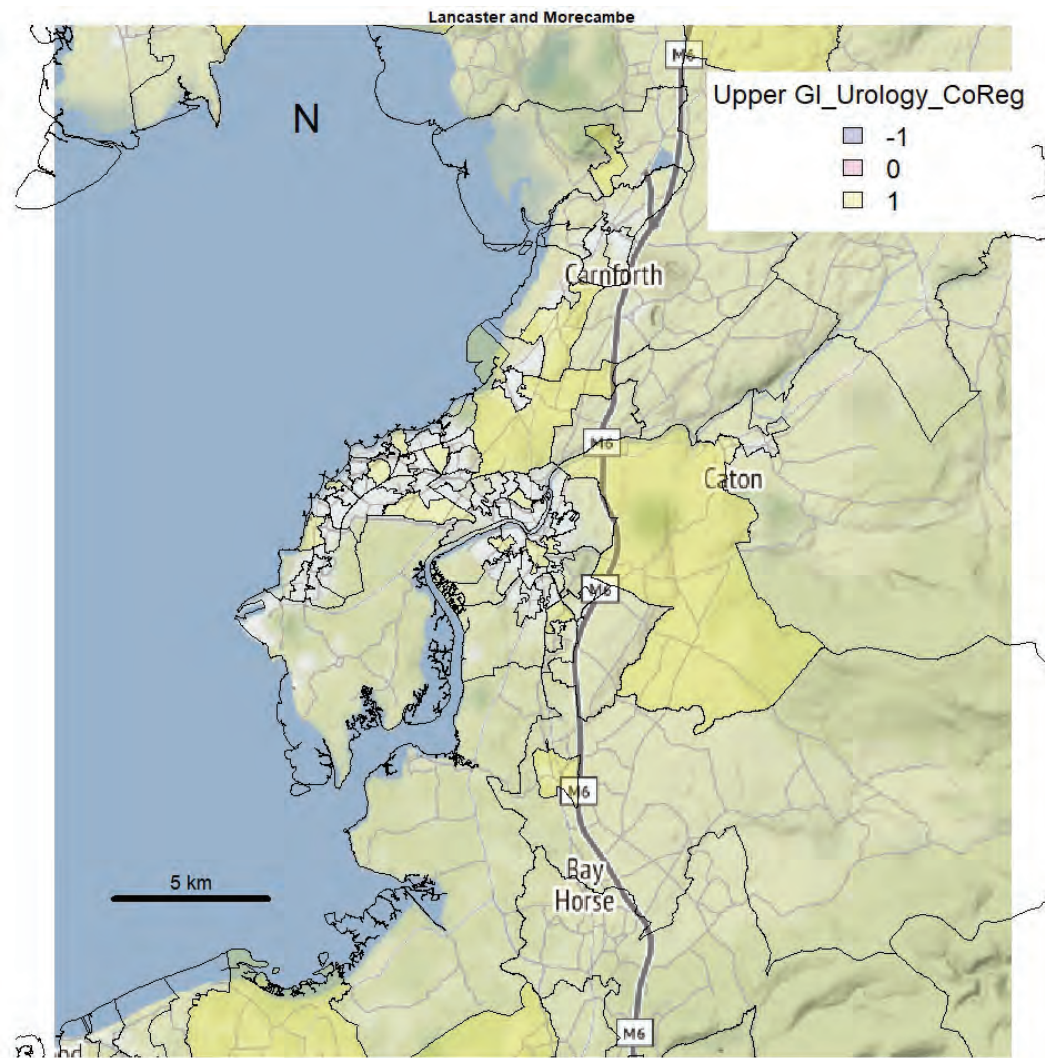 Lancaster and Morecambe
M6
Upper GI_Urology_CoReg
N
-1
0
1
Carnforth
M6
Caton
M6
M6
5 km
Bay
Horse
M6